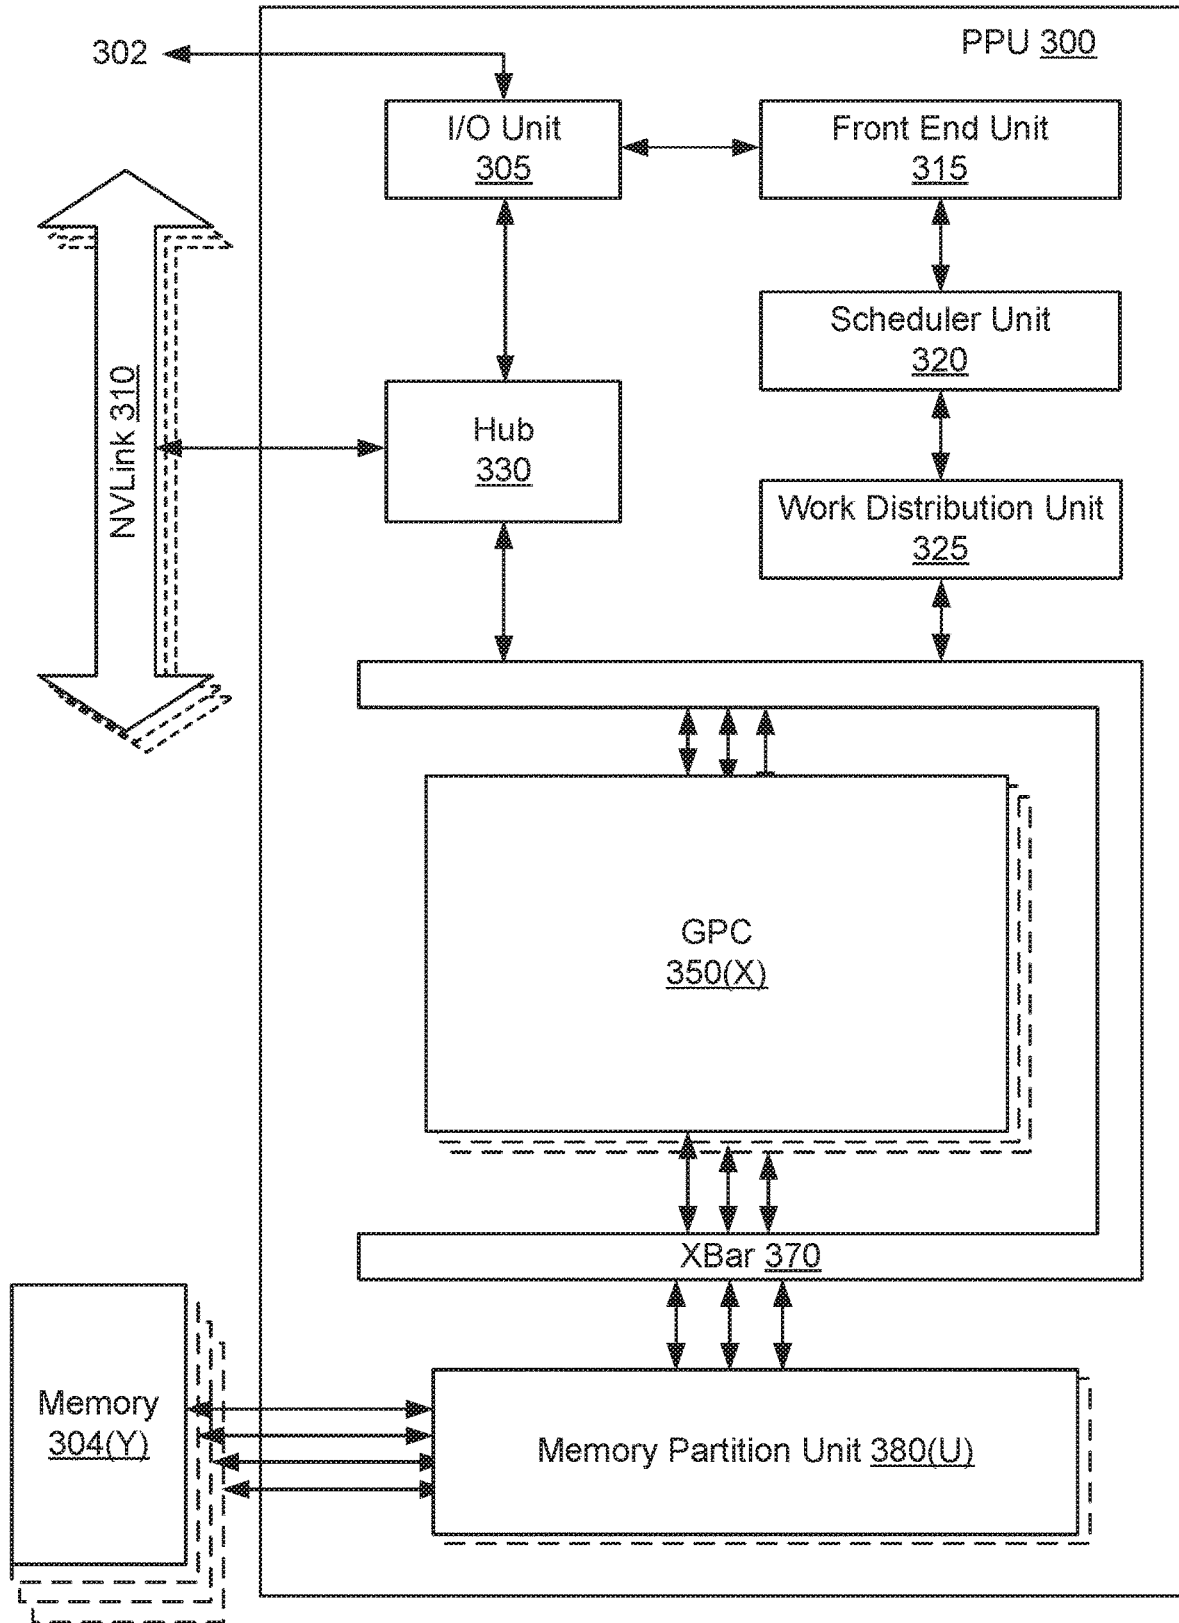 PPU 300
302
I/O Unit
305
Front End Unit
315
Scheduler Unit
320
NVLink 310
Hub
330
Work Distribution Unit
325
GPC
350(X)
XBar 370
Memory
304(Y)
Memory Partition Unit 380(U)